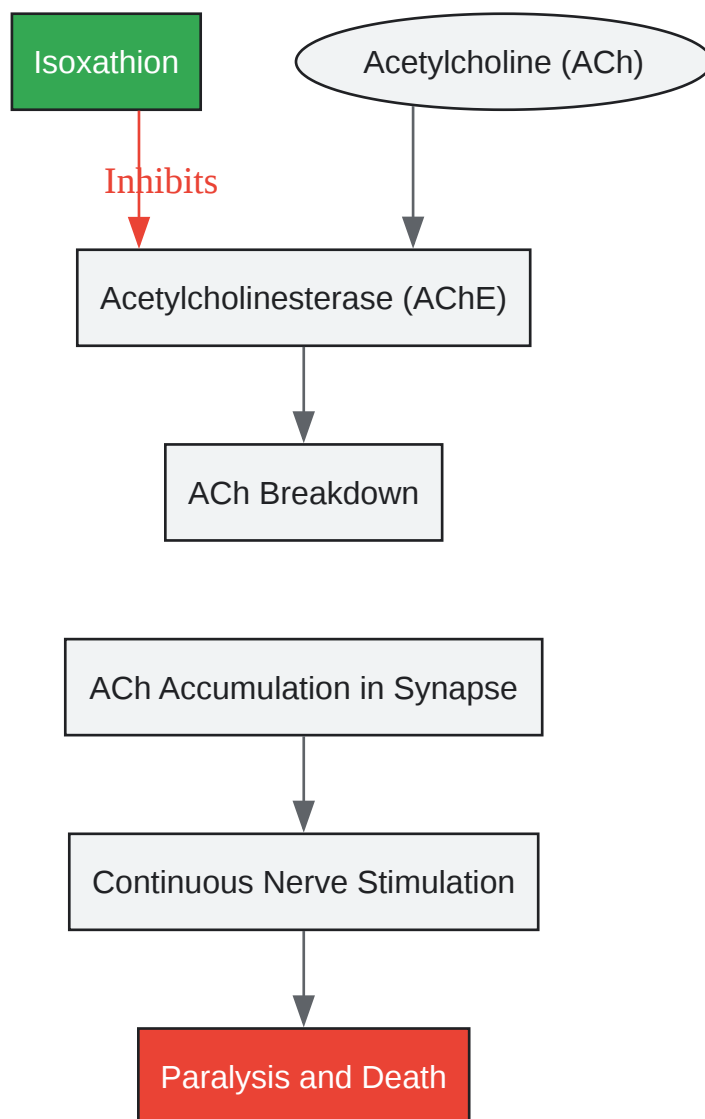 Isoxathion
Acetylcholine (ACh)
Inhibits
Acetylcholinesterase (AChE)
ACh Breakdown
ACh Accumulation in Synapse
Continuous Nerve Stimulation
Paralysis and Death